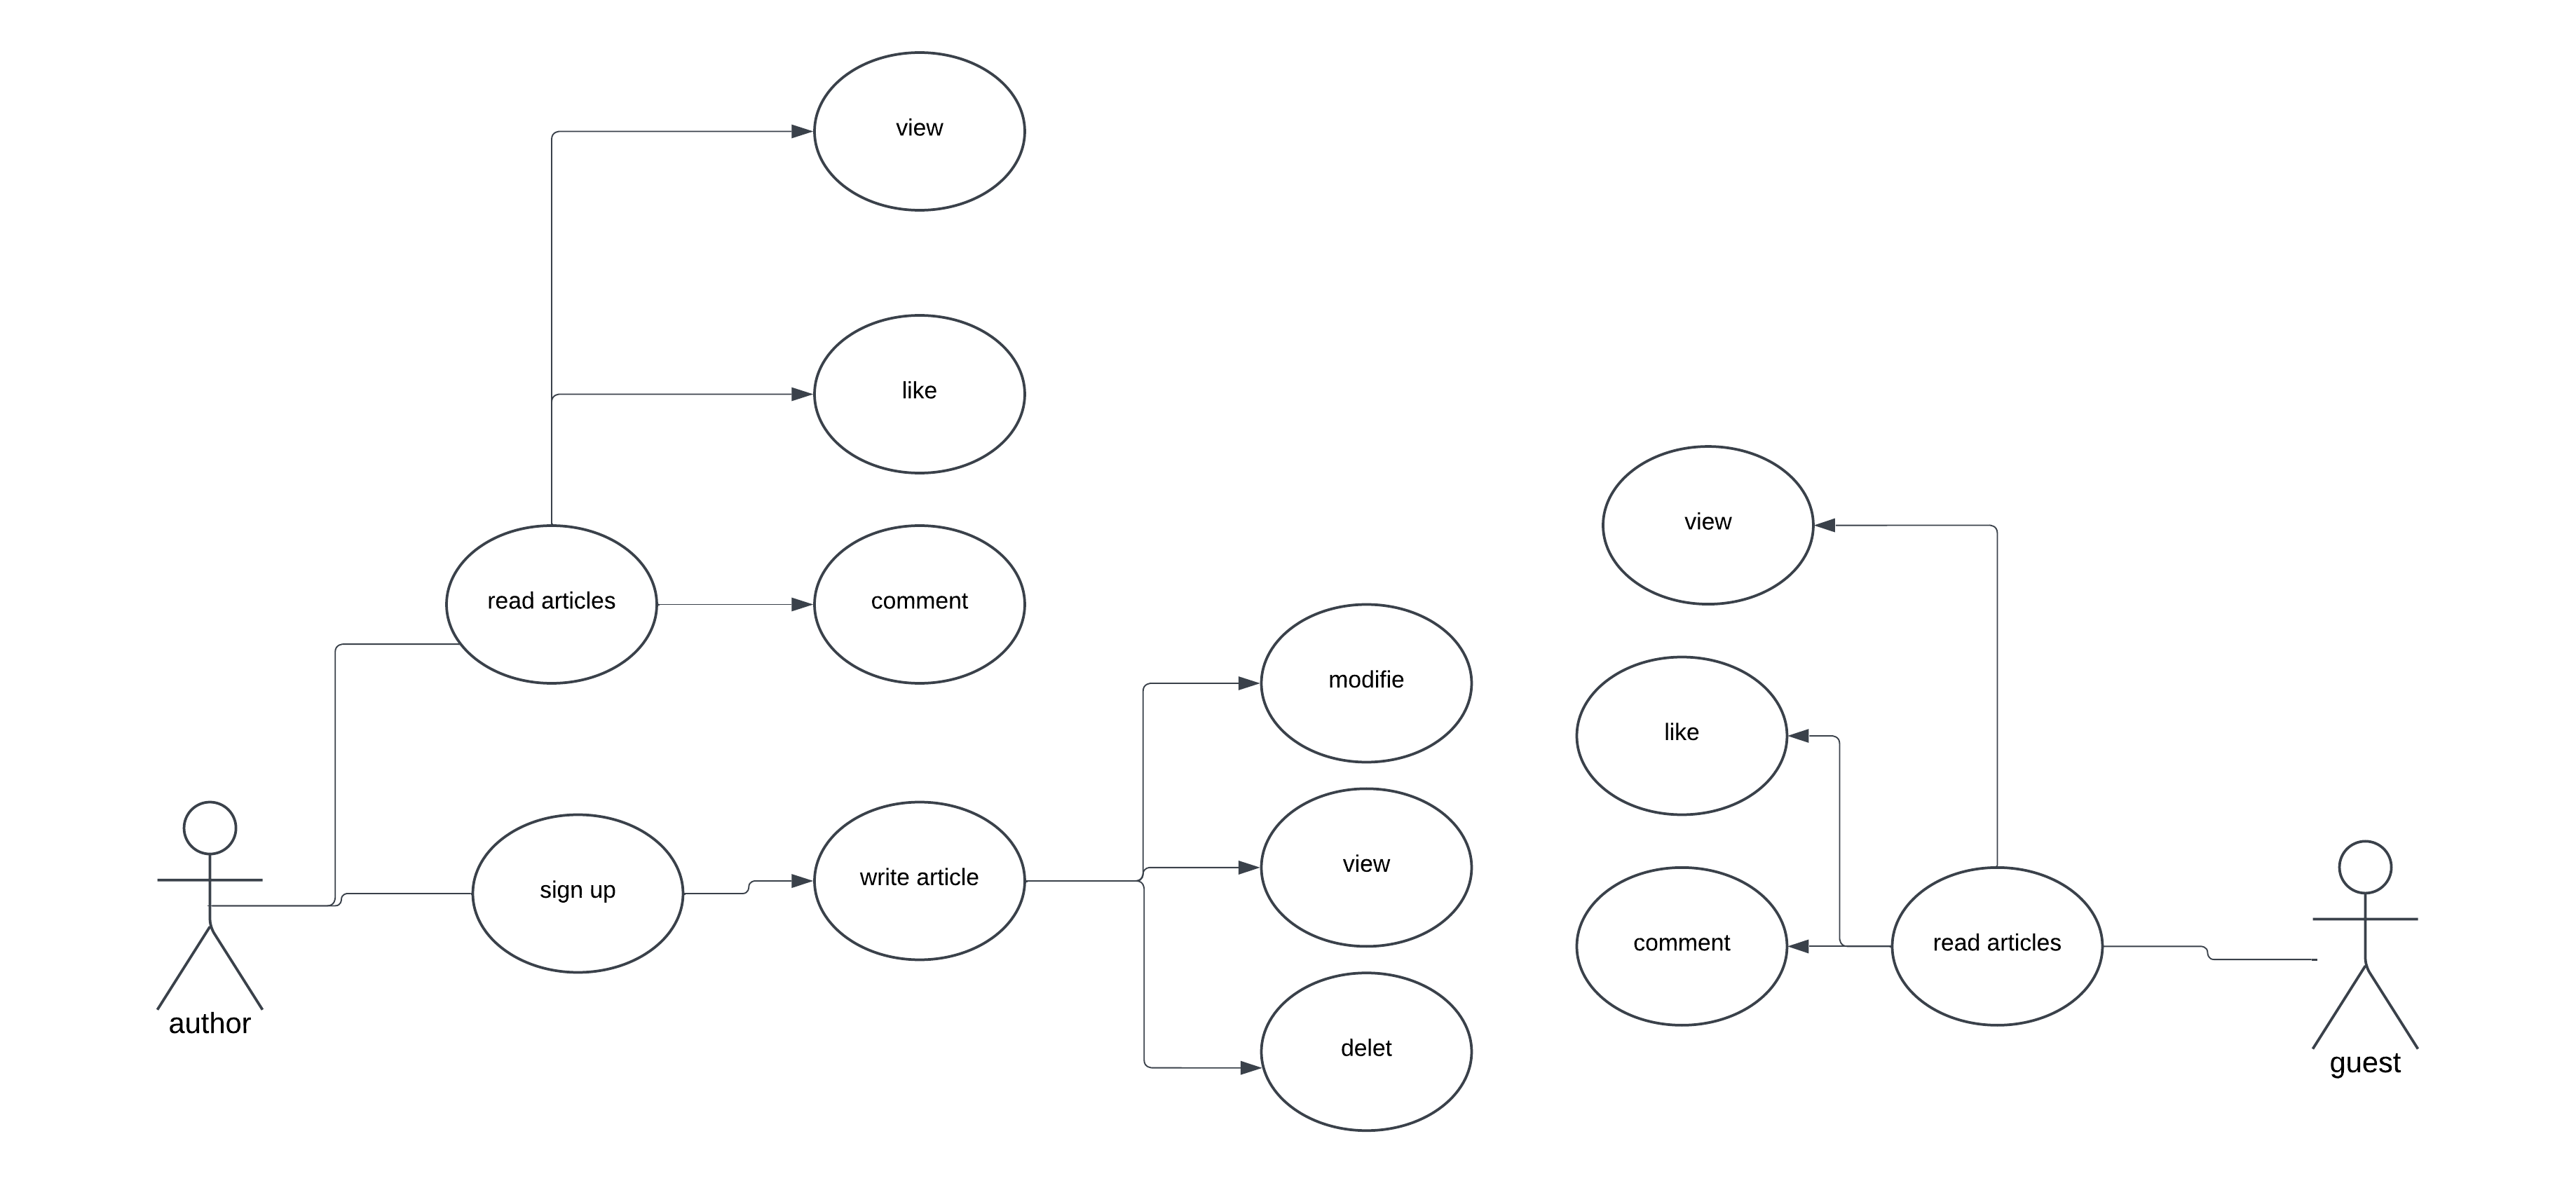 view
like
read articles
comment
sign up
write article
modifie
view
delet
author
view
like
comment
read articles
guest